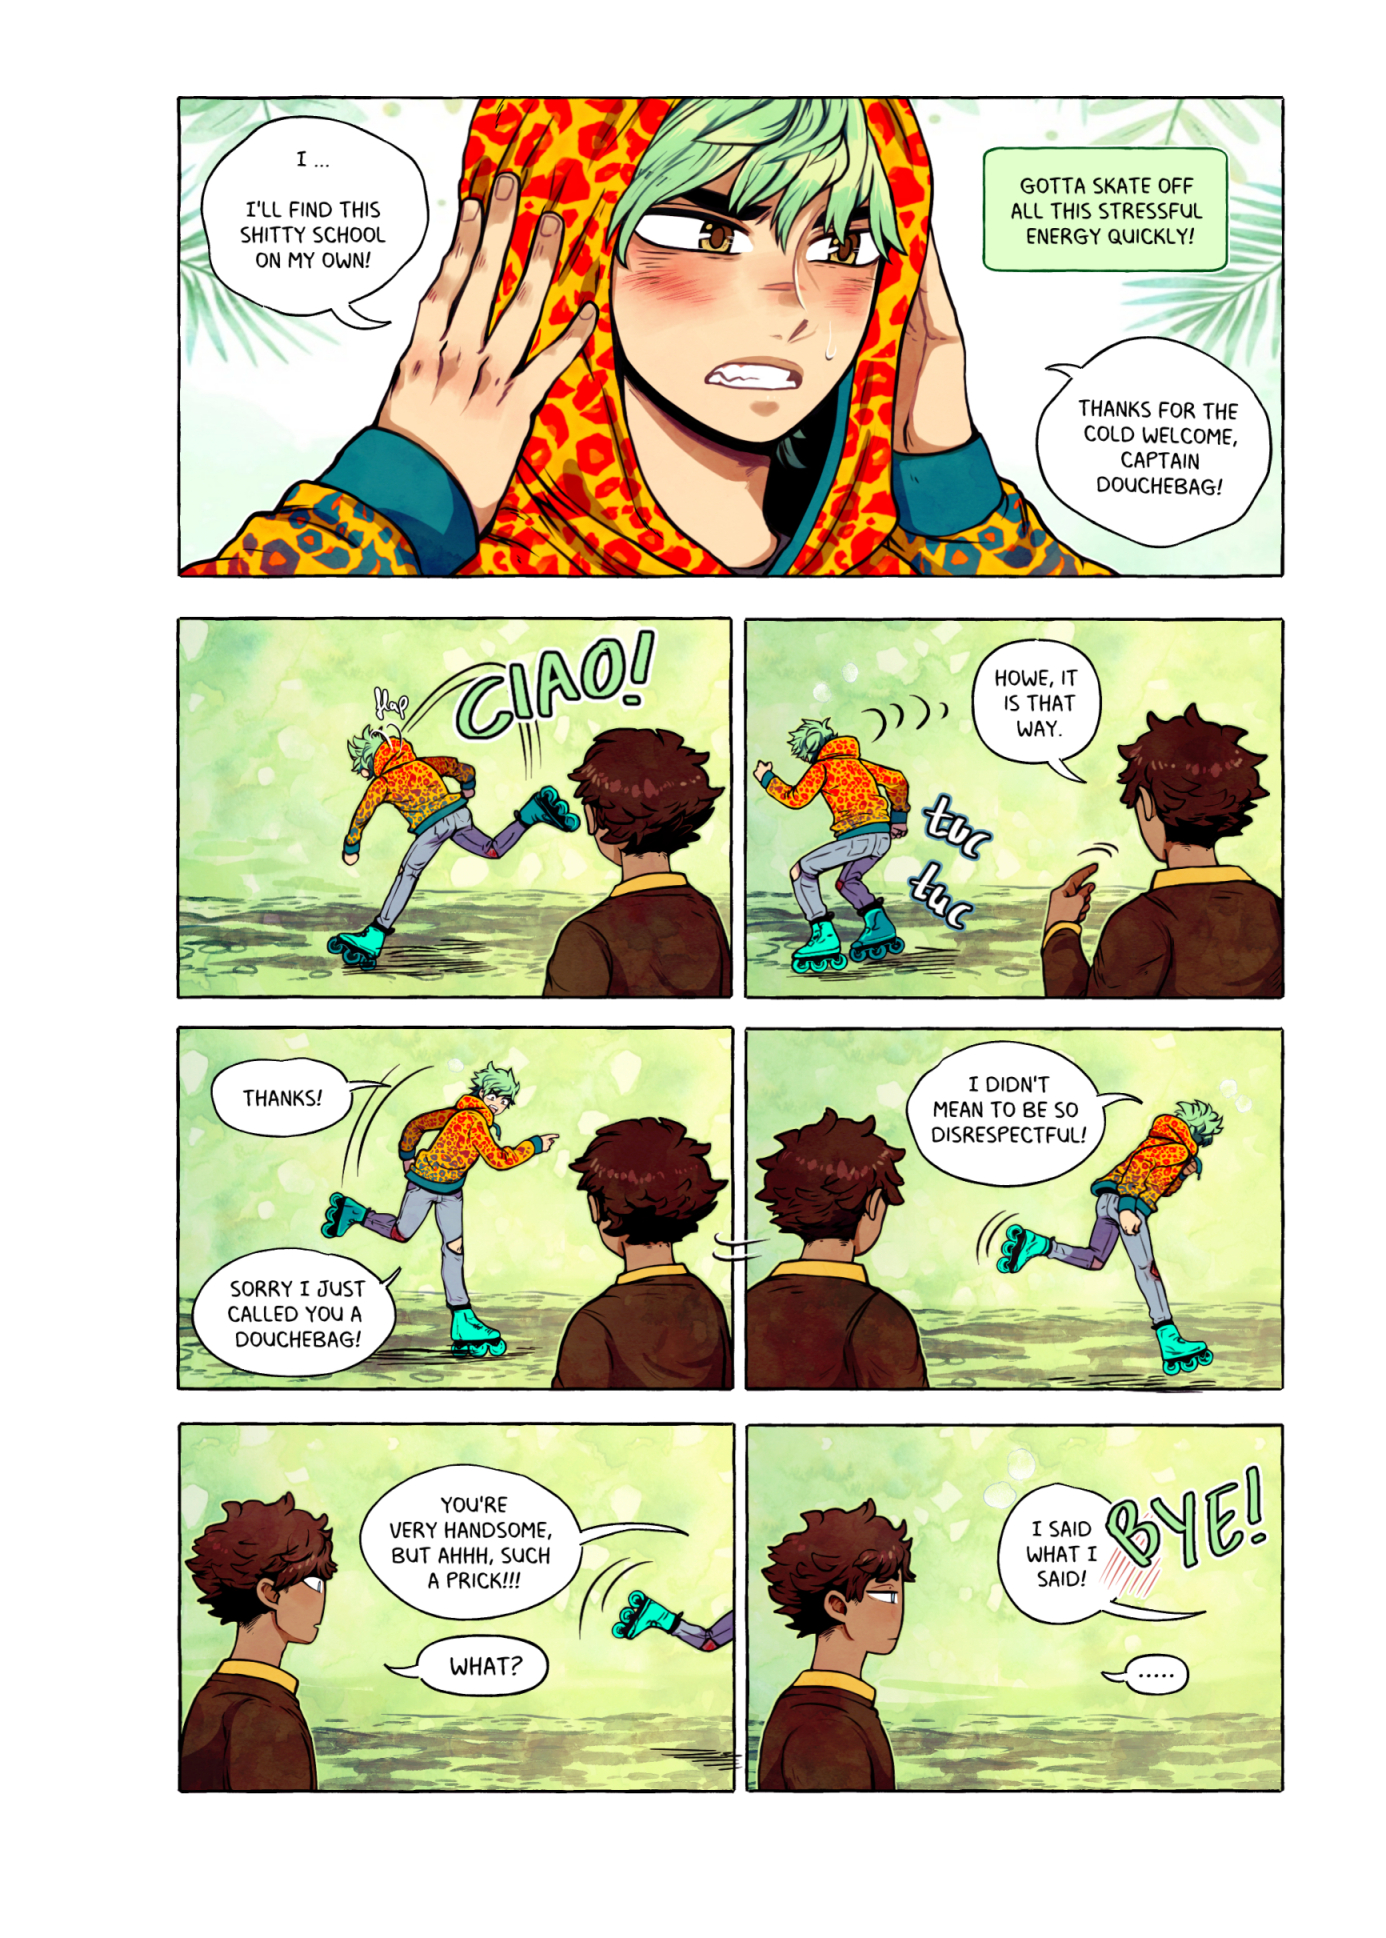 I ...
I'LL FIND THIS
SHITTY SCHOOL
ON MY OWN!
GOTTA SKATE OFF
ALL THIS STRESSFUL
ENERGY QUICKLY!
THANKS FOR THE
COLD WELCOME,
CAPTAIN
DOUCHEBAG!
flap
CIAO!
HOWE, IT
IS THAT
WAY.
tuc
tuc
THANKS!
SORRY I JUST
CALLED YOU A
DOUCHEBAG!
I DIDN'T
MEAN TO BE SO
DISRESPECTFUL!
YOU'RE
VERY HANDSOME,
BUT AHHH, SUCH
A PRICK!!!
WHAT?
I SAID
WHAT I
SAID!
BYE!
.....